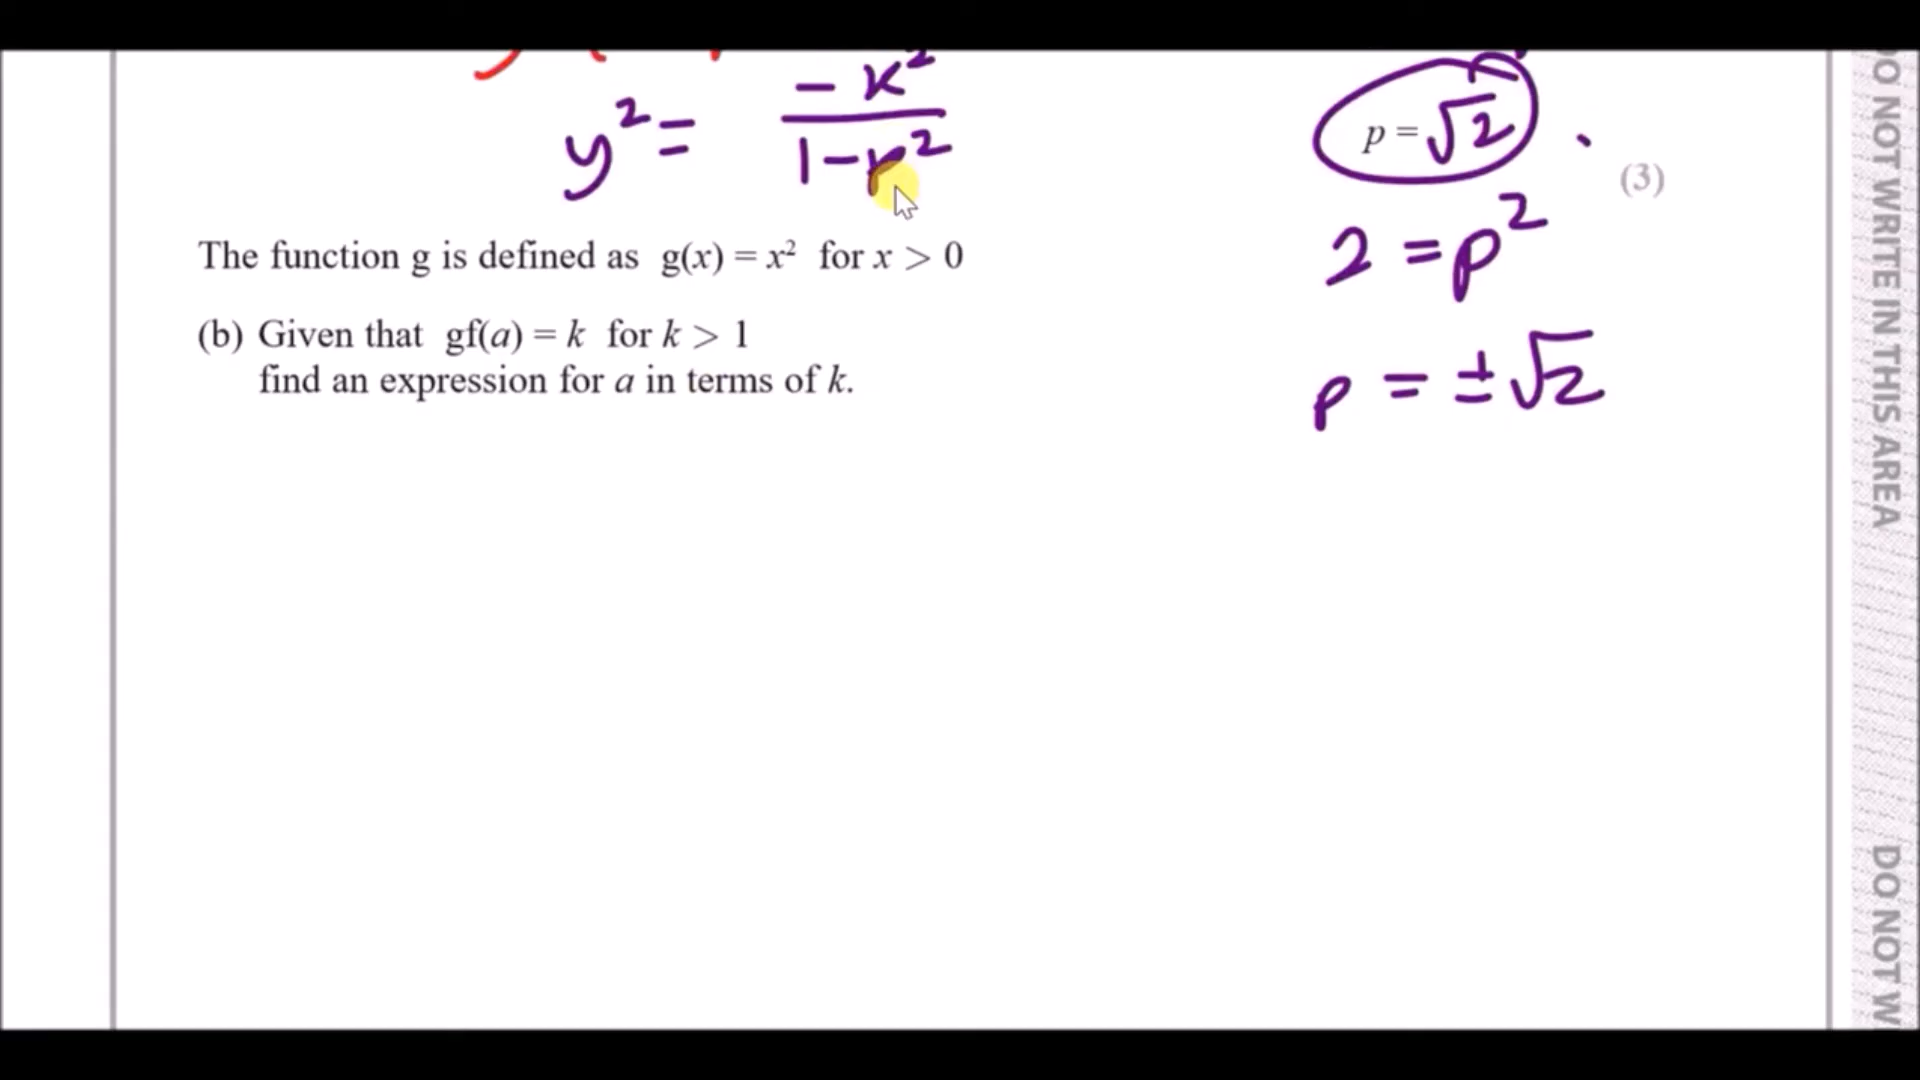 y² = -x² / 1-x²
p = √2 .
(3)
2 = p²
p = ±√2
The function g is defined as g(x) = x² for x > 0
(b) Given that gf(a) = k for k > 1
find an expression for a in terms of k.
DO NOT WRITE IN THIS AREA
DO NOT W